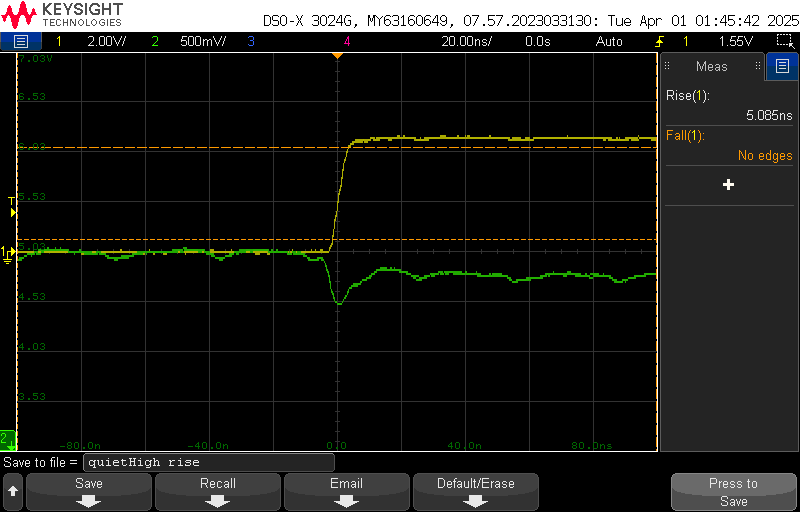 KEYSIGHT
TECHNOLOGIES
DSO-X 3024G, MY63160649, 07.57.2023033130: Tue Apr 01 01:45:42 2025
1 2.00V/ 2 500mV/ 3 4 20.00ns/ 0.0s Auto 1 1.55V
7.03V
Meas
6.53
Rise(1):
5.085ns
Fall(1):
No edges
T
5.53
1
5.03
4.53
4.03
3.53
2
-80.0n -40.0n 0.0 40.0n 80.0ns
Save to file = quietHigh rise
Save Recall Email Default/Erase Press to
Save